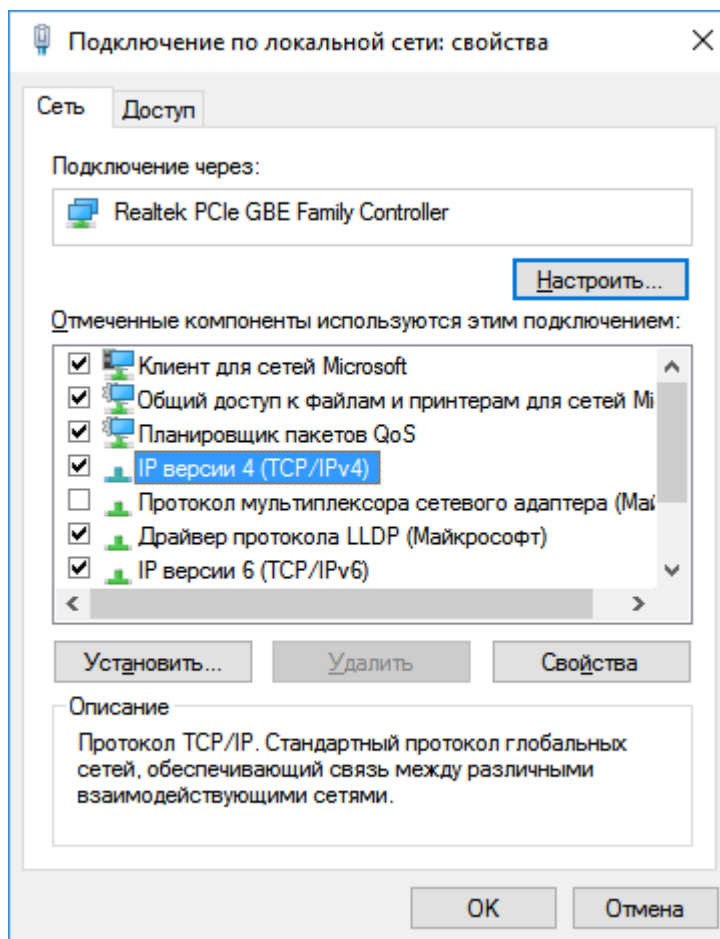 Подключение по локальной сети: свойства
Сеть
Доступ
Подключение через:
Realtek PCIe GBE Family Controller
Настроить...
Отмеченные компоненты используются этим подключением:
Клиент для сетей Microsoft
Общий доступ к файлам и принтерам для сетей Mi
Планировщик пакетов QoS
IP версии 4 (TCP/IPv4)
Протокол мультиплексора сетевого адаптера (Май
Драйвер протокола LLDP (Майкрософт)
IP версии 6 (TCP/IPv6)
Установить...
Удалить
Свойства
Описание
Протокол TCP/IP. Стандартный протокол глобальных
сетей, обеспечивающий связь между различными
взаимодействующими сетями.
OK
Отмена